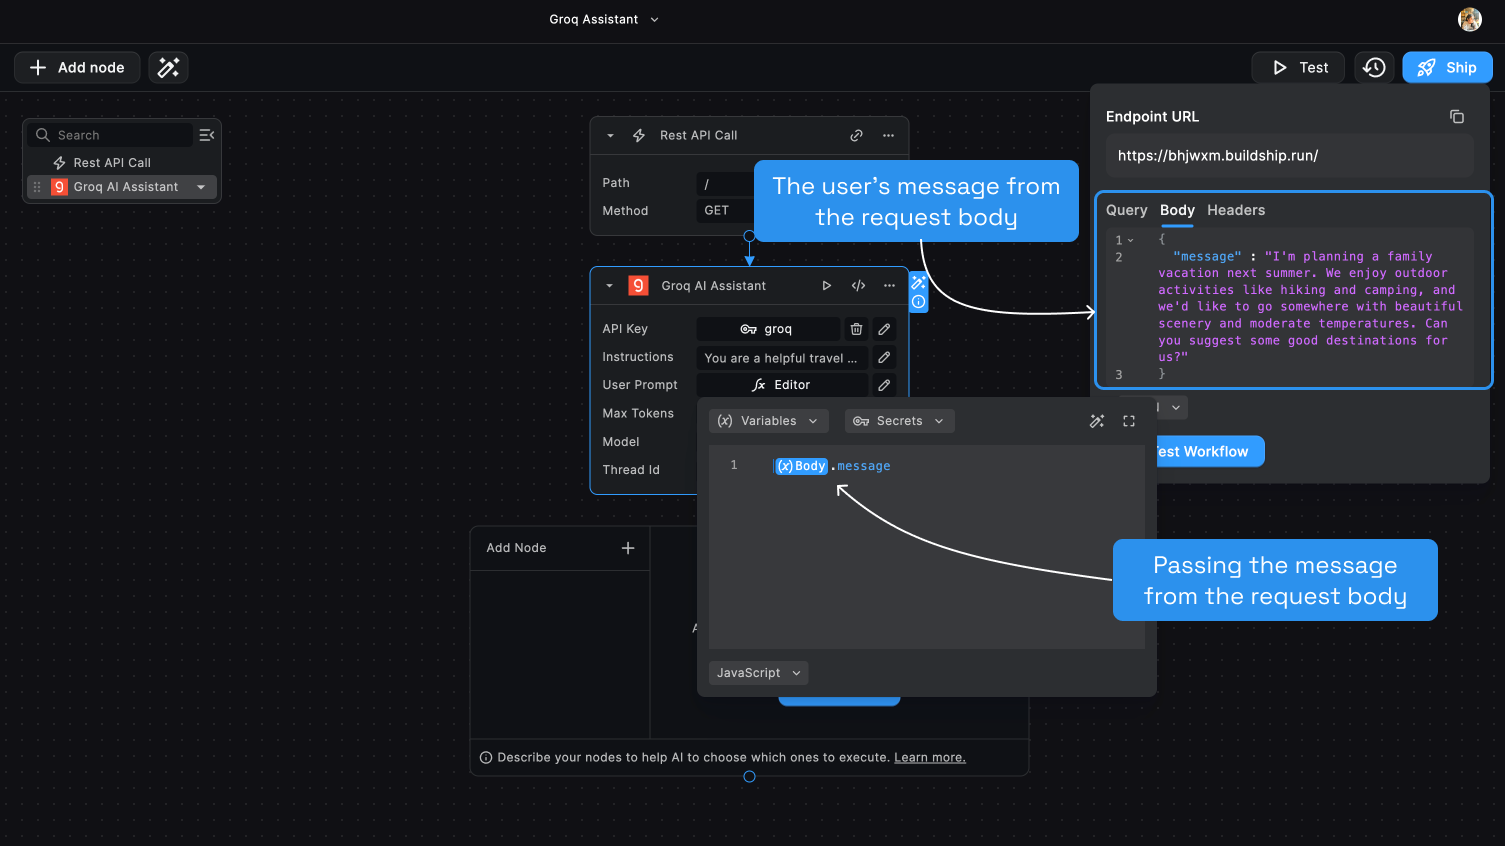 Groq Assistant
Add node
Test
Ship
Search
Rest API Call
Groq AI Assistant
Rest API Call
Path
/
Method
GET
The user's message from
the request body
Endpoint URL
https://bhjwxm.buildship.run/
Query Body Headers
1 {
2 "message" : "I'm planning a family
vacation next summer. We enjoy outdoor
activities like hiking and camping, and
we'd like to go somewhere with beautiful
scenery and moderate temperatures. Can
you suggest some good destinations for
us?"
3 }
Groq AI Assistant
API Key
groq
Instructions
You are a helpful travel ...
User Prompt
Editor
Max Tokens
Model
Thread Id
(x) Variables
Secrets
1 (x)Body.message
JavaScript
Test Workflow
Passing the message
from the request body
Add Node
Describe your nodes to help AI to choose which ones to execute. Learn more.